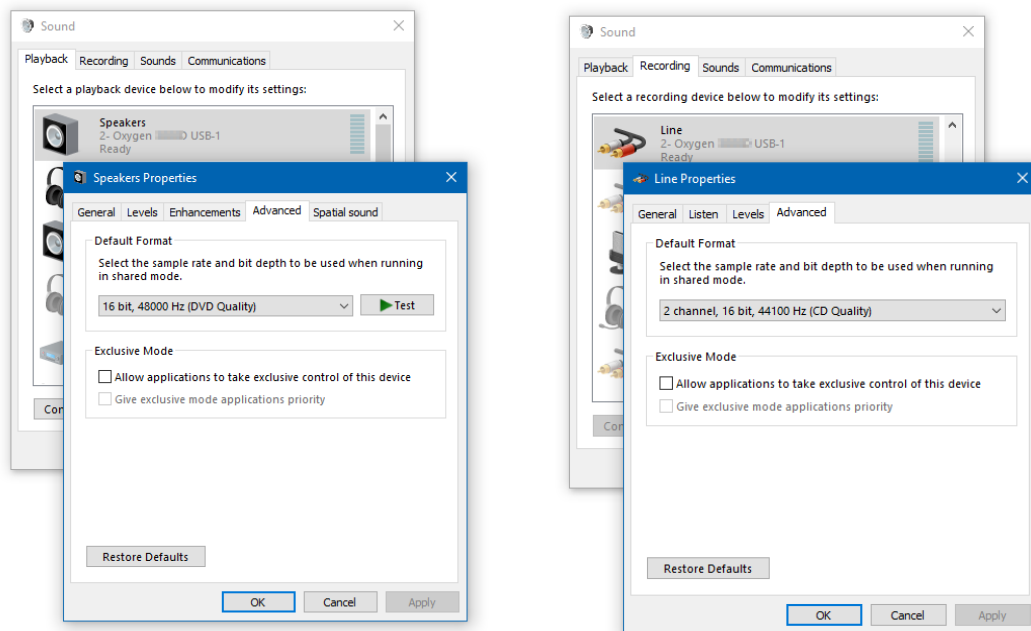 Sound
Playback Recording Sounds Communications
Select a playback device below to modify its settings:
Speakers
2- Oxygen USB-1
Ready
Speakers Properties
General Levels Enhancements Advanced Spatial sound
Default Format
Select the sample rate and bit depth to be used when running
in shared mode.
16 bit, 48000 Hz (DVD Quality)
Test
Exclusive Mode
Allow applications to take exclusive control of this device
Give exclusive mode applications priority
Restore Defaults
OK Cancel Apply
Sound
Playback Recording Sounds Communications
Select a recording device below to modify its settings:
Line
2- Oxygen USB-1
Ready
Line Properties
General Listen Levels Advanced
Default Format
Select the sample rate and bit depth to be used when running
in shared mode.
2 channel, 16 bit, 44100 Hz (CD Quality)
Exclusive Mode
Allow applications to take exclusive control of this device
Give exclusive mode applications priority
Restore Defaults
OK Cancel Apply